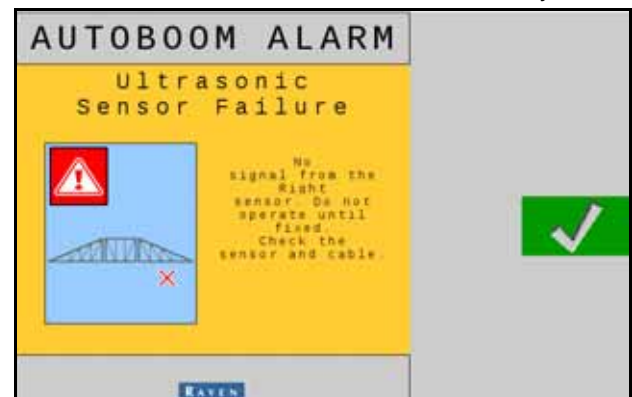 AUTOBOOM ALARM
Ultrasonic
Sensor Failure
No
signal from the
Right
sensor. Do not
operate until
fixed.
Check the
sensor and cable.
RAVEN